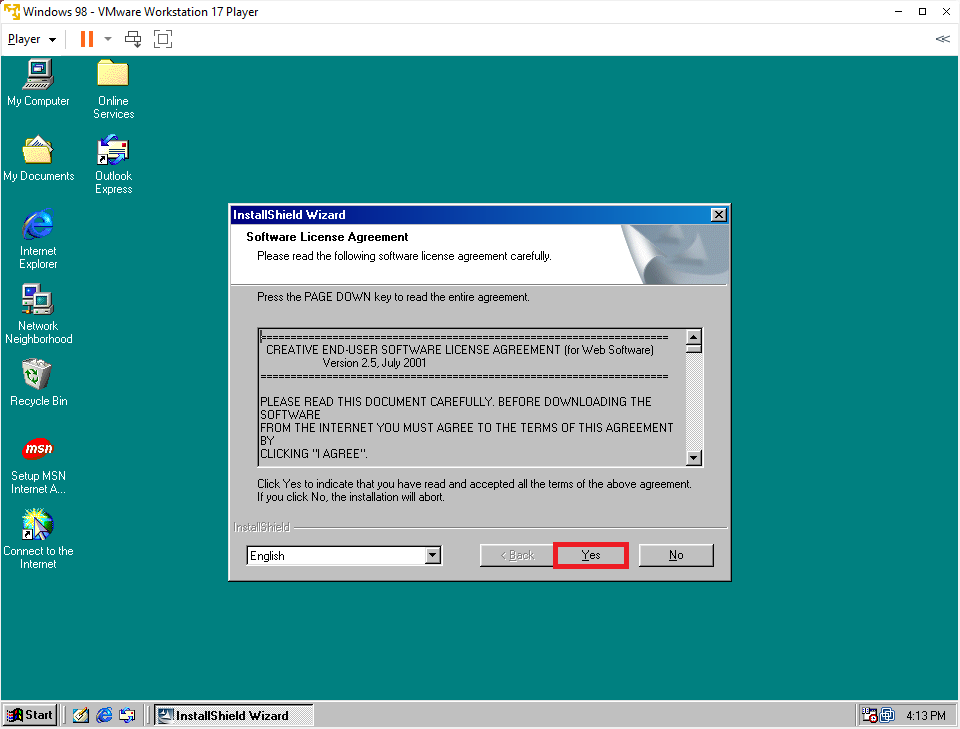 Windows 98 - VMware Workstation 17 Player
Player
My Computer
Online
Services
My Documents
Outlook
Express
Internet
Explorer
Network
Neighborhood
Recycle Bin
msn
Setup MSN
Internet A...
Connect to the
Internet
InstallShield Wizard
Software License Agreement
Please read the following software license agreement carefully.
Press the PAGE DOWN key to read the entire agreement.
====================================================================
CREATIVE END-USER SOFTWARE LICENSE AGREEMENT (for Web Software)
Version 2.5, July 2001
====================================================================
PLEASE READ THIS DOCUMENT CAREFULLY. BEFORE DOWNLOADING THE
SOFTWARE
FROM THE INTERNET YOU MUST AGREE TO THE TERMS OF THIS AGREEMENT
BY
CLICKING "I AGREE".
Click Yes to indicate that you have read and accepted all the terms of the above agreement.
If you click No, the installation will abort.
InstallShield
English
< Back
Yes
No
Start
InstallShield Wizard
4:13 PM